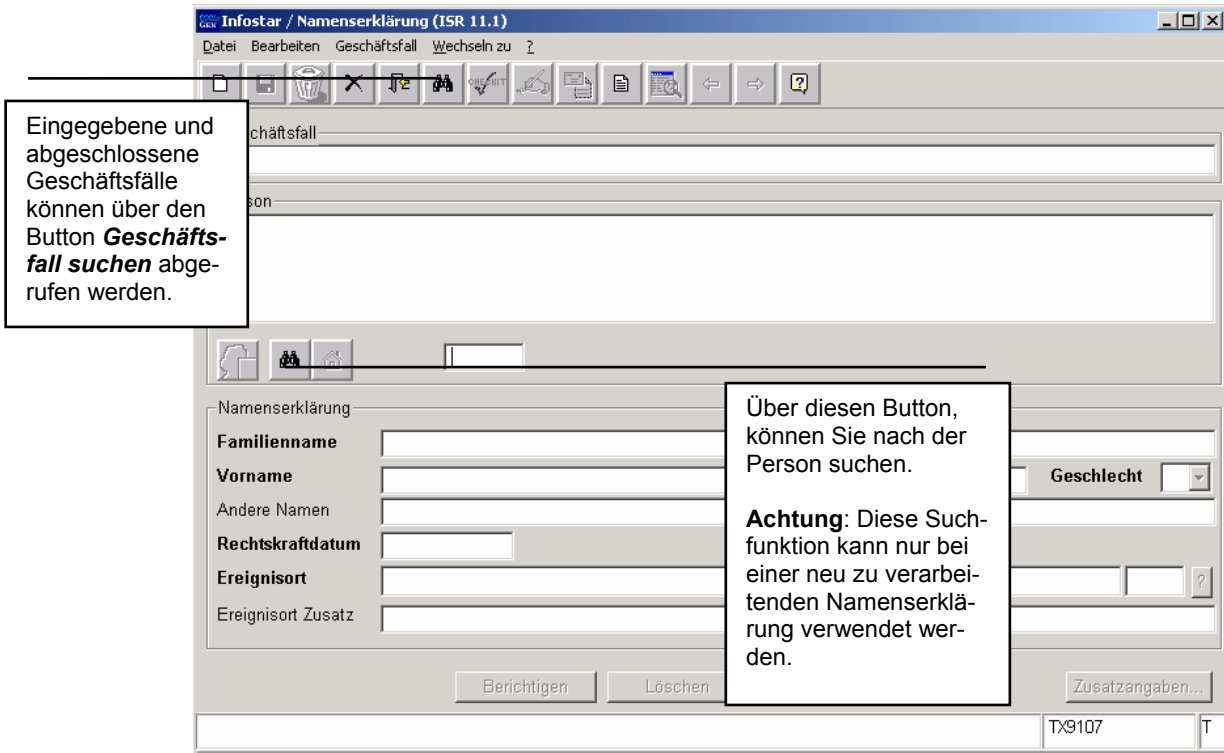 Infostar / Namenserklärung (ISR 11.1)
Datei Bearbeiten Geschäftsfall Wechseln zu ?
CHECKIT
Eingegebene und
abgeschlossene
Geschäftsfälle
können über den
Button Geschäfts-
fall suchen abge-
rufen werden.
chäftsfall
son
Namenserklärung
Familienname
Vorname
Geschlecht
Andere Namen
Rechtskraftdatum
Ereignisort
?
Ereignisort Zusatz
Über diesen Button,
können Sie nach der
Person suchen.
Achtung: Diese Such-
funktion kann nur bei
einer neu zu verarbei-
tenden Namenserklä-
rung verwendet wer-
den.
Berichtigen Löschen Zusatzangaben...
TX9107 T